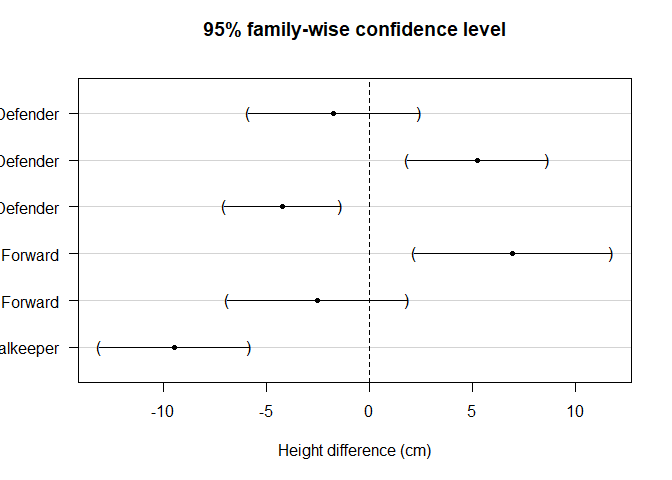 95% family-wise confidence level
Defender
Defender
Defender
Forward
Forward
alkeeper
-10 -5 0 5 10
Height difference (cm)